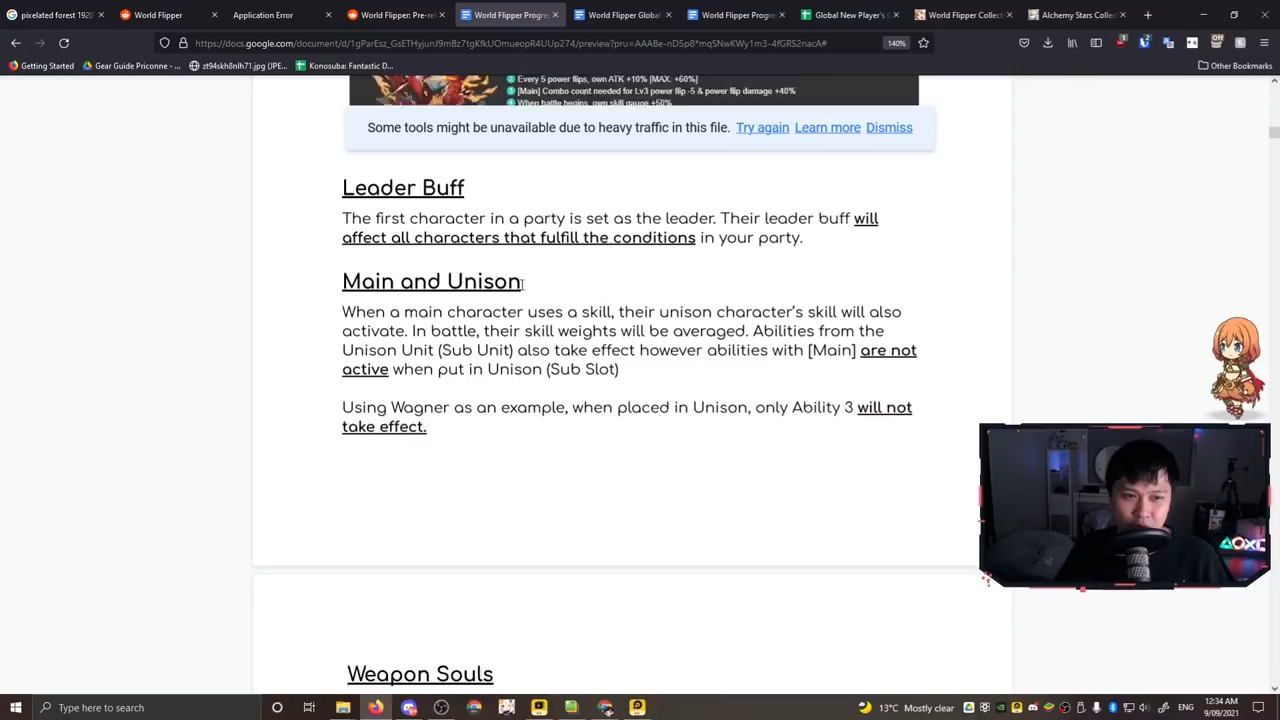 pixelated forest 1920
World Flipper
Application Error
World Flipper: Pre-re
World Flipper Progres
World Flipper Global
World Flipper Progre
Global New Player's G
World Flipper Collect
Alchemy Stars Collect
140%
Getting Started
Gear Guide Priconne - ...
zt94skh8nlh71.jpg (JPE...
Konosuba: Fantastic D...
Other Bookmarks
Every 5 power flips, own ATK +10% [MAX. +60%]
[Main] Combo count needed for Lv3 power flip -5 & power flip damage +40%
When battle begins, own skill gauge +50%
Some tools might be unavailable due to heavy traffic in this file. Try again Learn more Dismiss
Leader Buff
The first character in a party is set as the leader. Their leader buff will
affect all characters that fulfill the conditions in your party.
Main and Unison
When a main character uses a skill, their unison character's skill will also
activate. In battle, their skill weights will be averaged. Abilities from the
Unison Unit (Sub Unit) also take effect however abilities with [Main] are not
active when put in Unison (Sub Slot)
Using Wagner as an example, when placed in Unison, only Ability 3 will not
take effect.
Weapon Souls
Type here to search
13°C Mostly clear
ENG
12:34 AM
9/09/2021